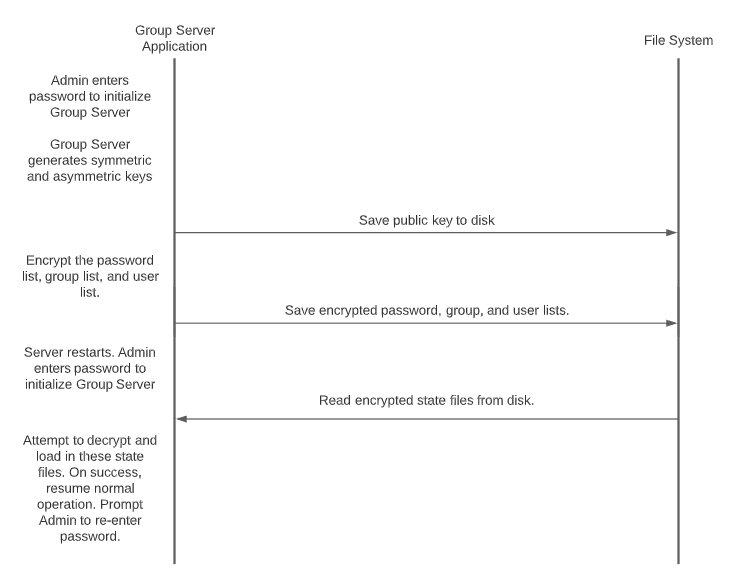 Group Server
Application
File System
Admin enters
password to initialize
Group Server
Group Server
generates symmetric
and asymmetric keys
Save public key to disk
Encrypt the password
list, group list, and user
list.
Save encrypted password, group, and user lists.
Server restarts. Admin
enters password to
initialize Group Server
Read encrypted state files from disk.
Attempt to decrypt and
load in these state
files. On success,
resume normal
operation. Prompt
Admin to re-enter
password.